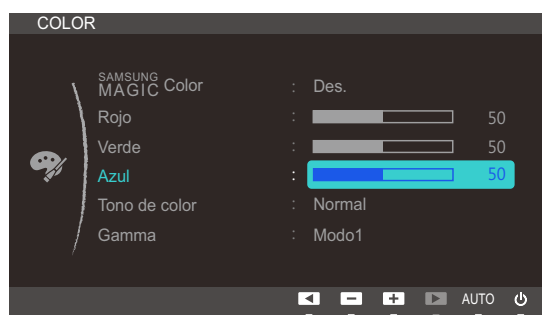 COLOR
SAMSUNG MAGIC Color : Des.
Rojo : 50
Verde : 50
Azul : 50
Tono de color : Normal
Gamma : Modo1
AUTO